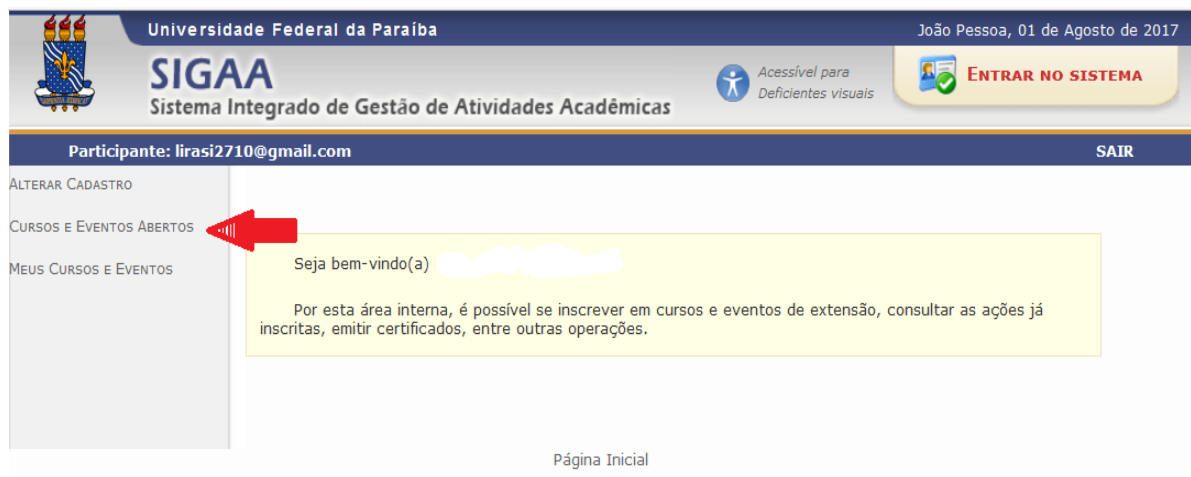 Universidade Federal da Paraíba
João Pessoa, 01 de Agosto de 2017
SIGAA
Sistema Integrado de Gestão de Atividades Acadêmicas
Acessível para
Deficientes visuais
ENTRAR NO SISTEMA
Participante: lirasi2710@gmail.com
SAIR
ALTERAR CADASTRO
CURSOS E EVENTOS ABERTOS
MEUS CURSOS E EVENTOS
Seja bem-vindo(a)
Por esta área interna, é possível se inscrever em cursos e eventos de extensão, consultar as ações já
inscritas, emitir certificados, entre outras operações.
Página Inicial